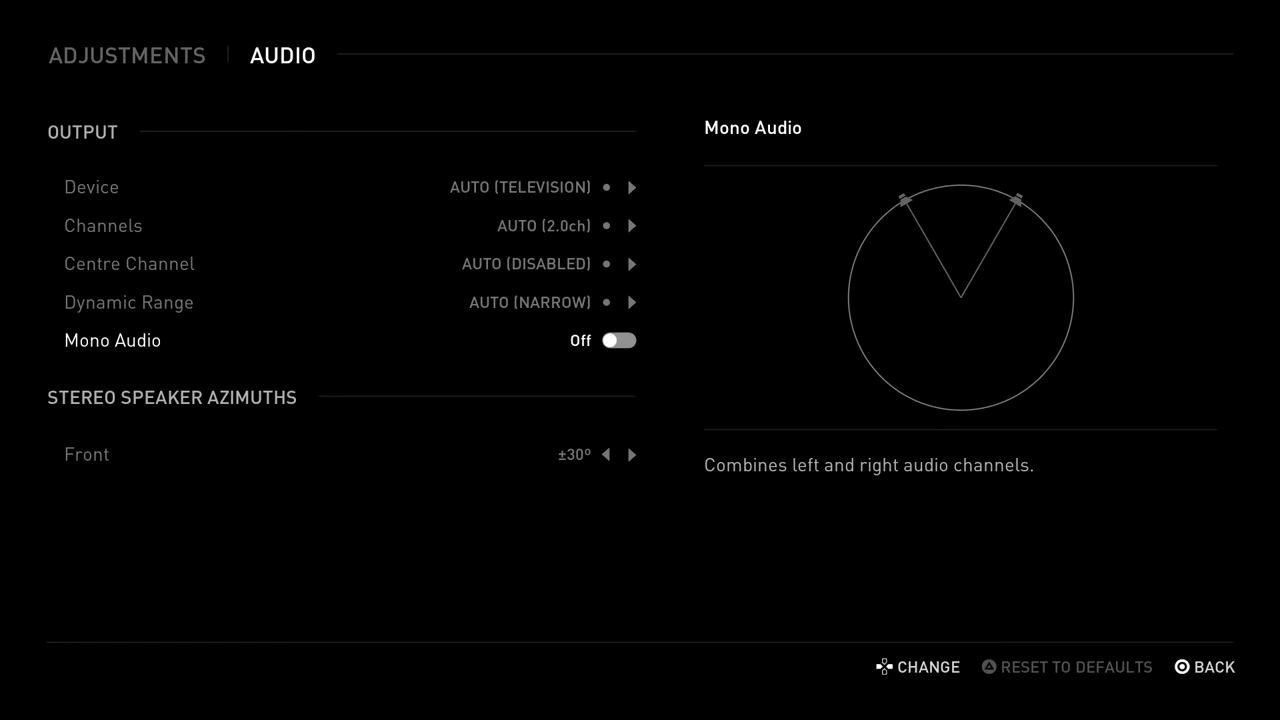 ADJUSTMENTS | AUDIO
OUTPUT
Device AUTO (TELEVISION)
Channels AUTO (2.0ch)
Centre Channel AUTO (DISABLED)
Dynamic Range AUTO (NARROW)
Mono Audio Off
STEREO SPEAKER AZIMUTHS
Front ±30º
Mono Audio
Combines left and right audio channels.
CHANGE RESET TO DEFAULTS BACK